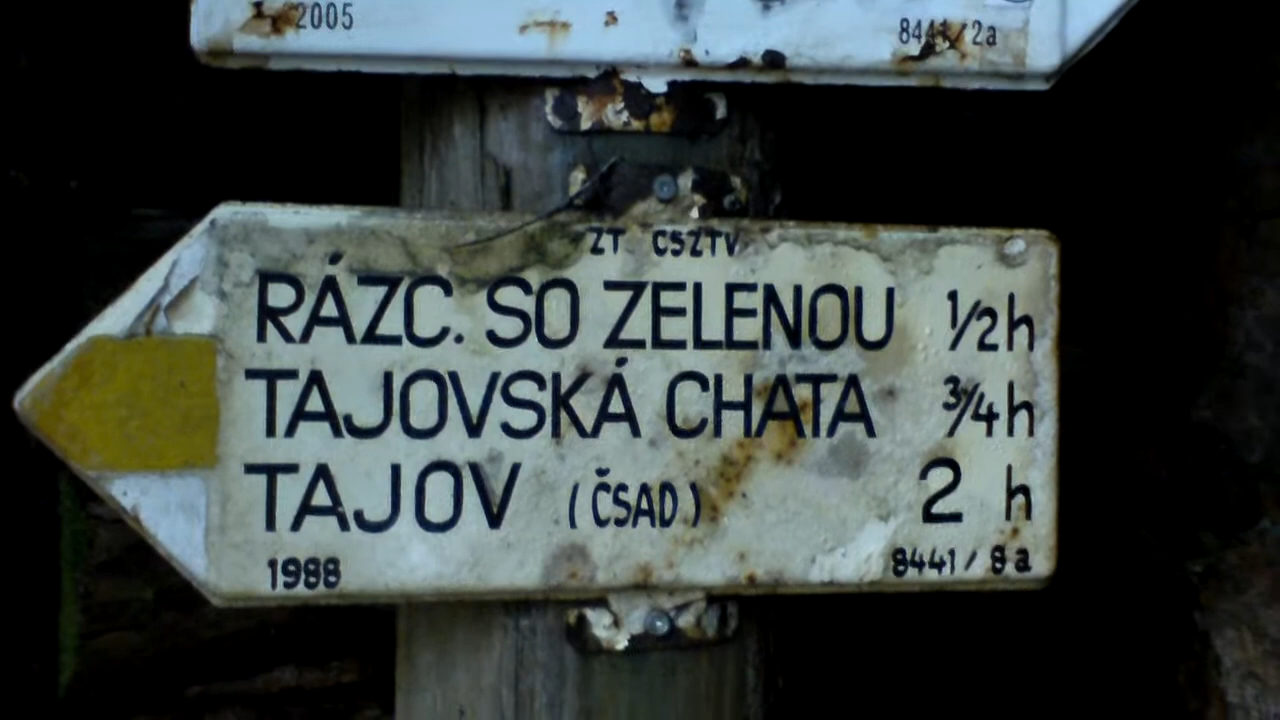 2005 8441/2a
ZT CSZTV
RÁZC. SO ZELENOU 1/2h
TAJOVSKÁ CHATA 3/4h
TAJOV (ČSAD) 2 h
1988 8441/8a